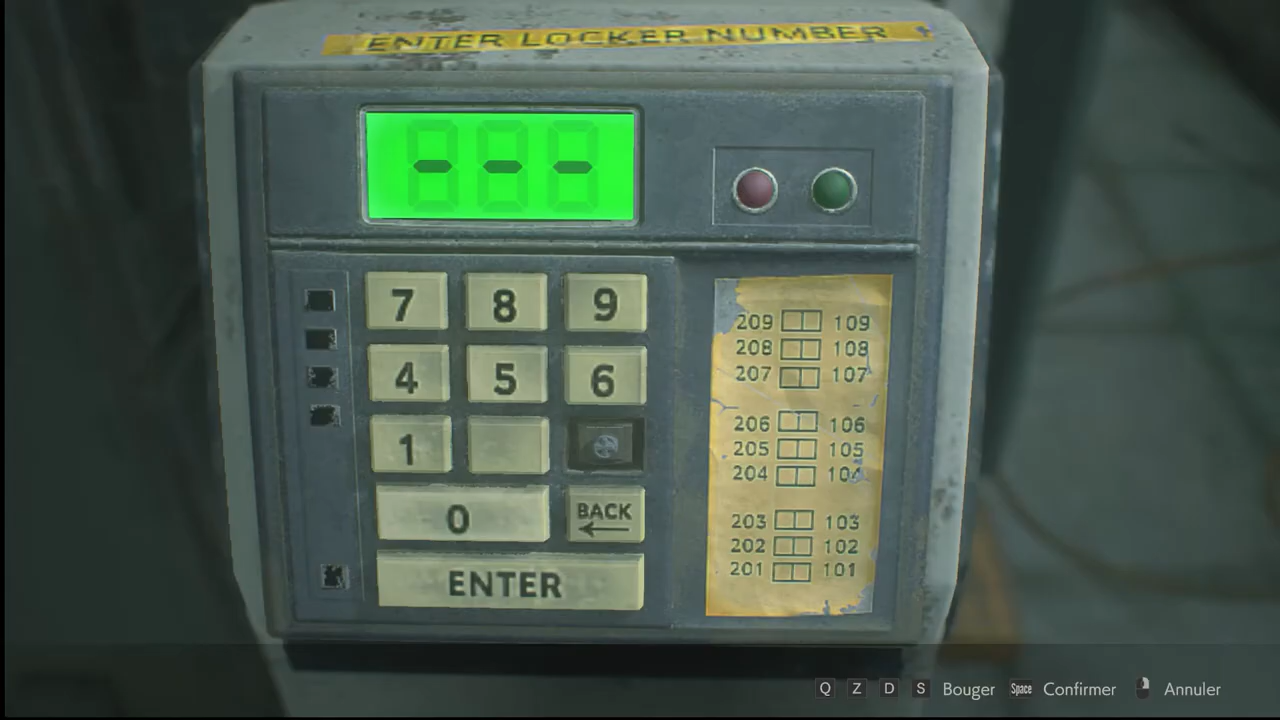 ENTER LOCKER NUMBER
- - -
7 8 9
4 5 6
1
0 BACK
ENTER
209 109
208 108
207 107
206 106
205 105
204 104
203 103
202 102
201 101
Q Z D S Bouger Space Confirmer Annuler